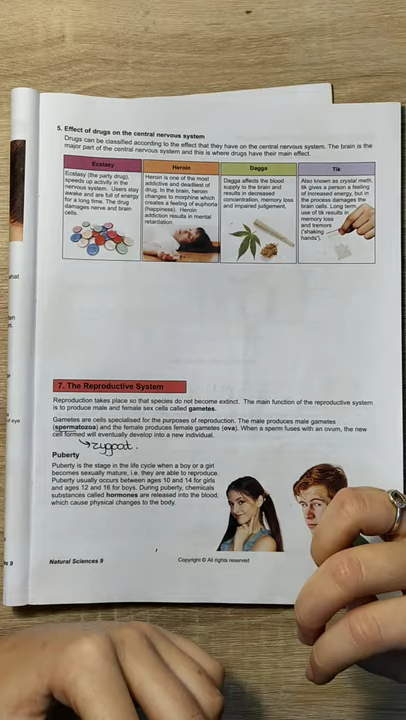 5. Effect of drugs on the central nervous system
Drugs can be classified according to the effect that they have on the central nervous system. The brain is the
major part of the central nervous system and this is where drugs have their main effect.
Ecstasy
Ecstasy (the party drug),
speeds up activity in the
nervous system. Users stay
awake and are full of energy
for a long time. The drug
damages nerve and brain
cells.
Heroin
Heroin is one of the most
addictive and deadliest of
drug. In the brain, heroin
changes to morphine which
creates a feeling of euphoria
(happiness). Heroin
addiction results in mental
retardation.
Dagga
Dagga affects the blood
supply to the brain and
results in decreased
concentration, memory loss
and impaired judgement.
Tik
Also known as crystal meth,
tik gives a person a feeling
of increased energy, but in
the process damages the
brain cells. Long term
use of tik results in
memory loss
and tremors
('shaking
hands').
7. The Reproductive System
Reproduction takes place so that species do not become extinct. The main function of the reproductive system
is to produce male and female sex cells called gametes.
Gametes are cells specialised for the purposes of reproduction. The male produces male gametes
(spermatozoa) and the female produces female gametes (ova). When a sperm fuses with an ovum, the new
cell formed will eventually develop into a new individual.
zygoat.
Puberty
Puberty is the stage in the life cycle when a boy or a girl
becomes sexually mature, i.e. they are able to reproduce.
Puberty usually occurs between ages 10 and 14 for girls
and ages 12 and 16 for boys. During puberty, chemicals
substances called hormones are released into the blood,
which cause physical changes to the body.
Natural Sciences 9
Copyright © All rights reserved